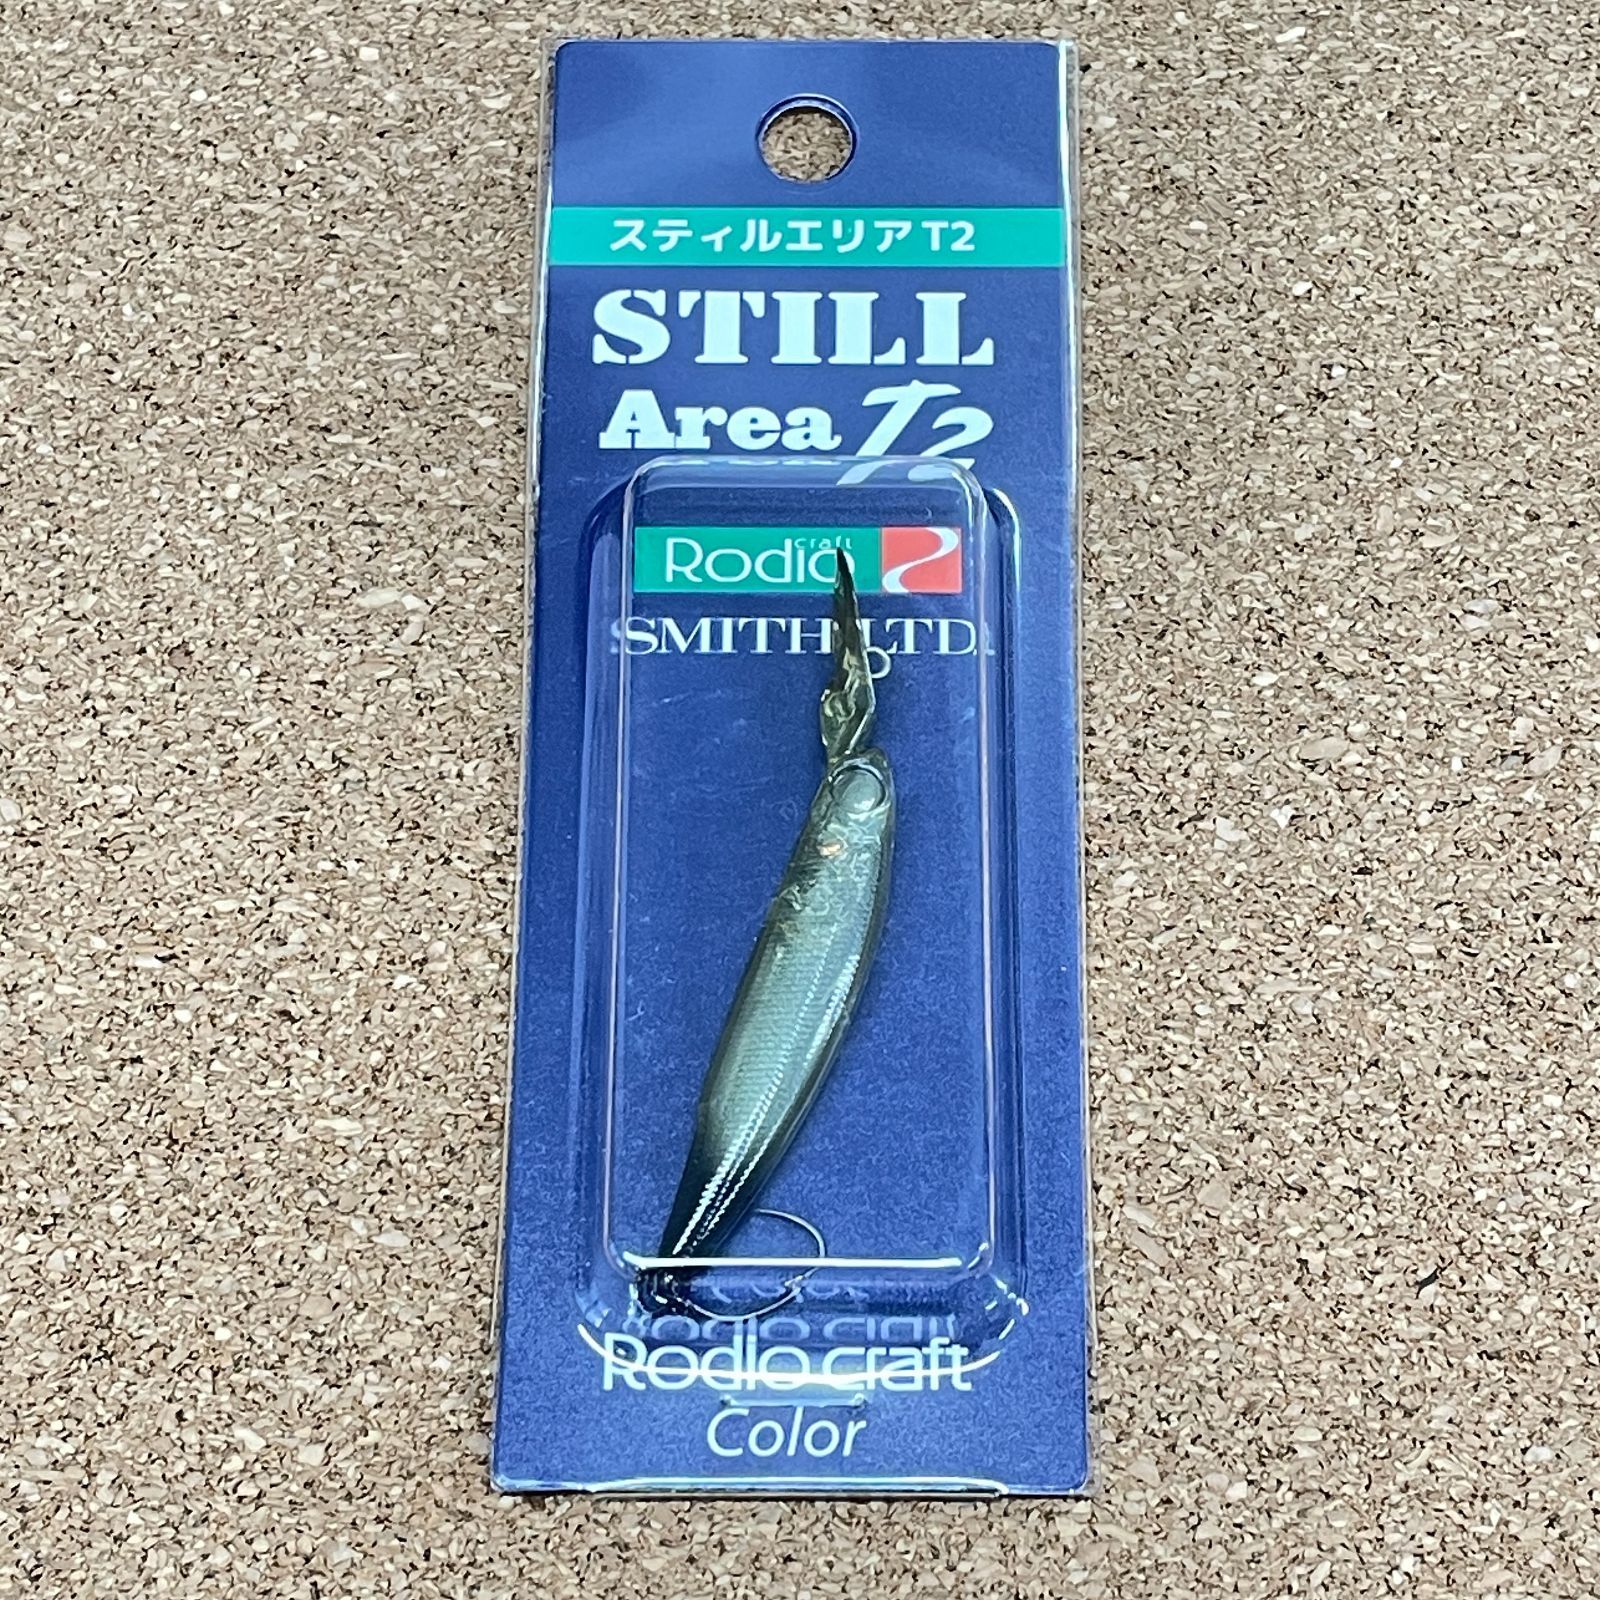 スティルエリアT2
STILL
Area T2
Rodio craft
SMITH LTD.
Rodio craft
Color